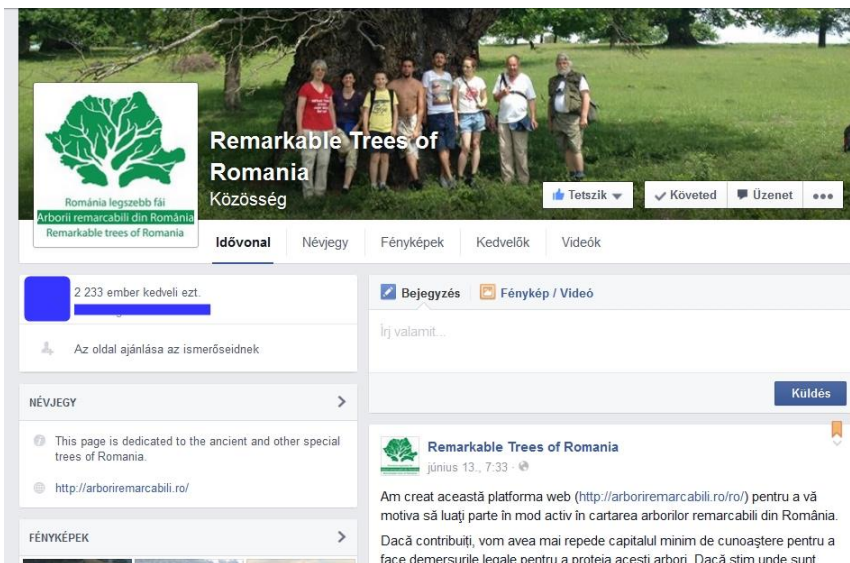 Remarkable Trees of
Romania
Közösség
România legszebb fái
Arborii remarcabili din România
Remarkable trees of Romania
Tetszik
Követed
Üzenet
Idővonal
Névjegy
Fényképek
Kedvelők
Videók
2 233 ember kedveli ezt.
Az oldal ajánlása az ismerőseidnek
NÉVJEGY
This page is dedicated to the ancient and other special
trees of Romania.
http://arboriremarcabili.ro/
FÉNYKÉPEK
Bejegyzés
Fénykép / Videó
Írj valamit...
Küldés
Remarkable Trees of Romania
június 13., 7:33 ·
Am creat această platforma web (http://arboriremarcabili.ro/ro/) pentru a vă
motiva să luați parte în mod activ în cartarea arborilor remarcabili din România.
Dacă contribuiți, vom avea mai repede capitalul minim de cunoaștere pentru a
face demersurile legale pentru a proteja acești arbori. Dacă știm unde sunt